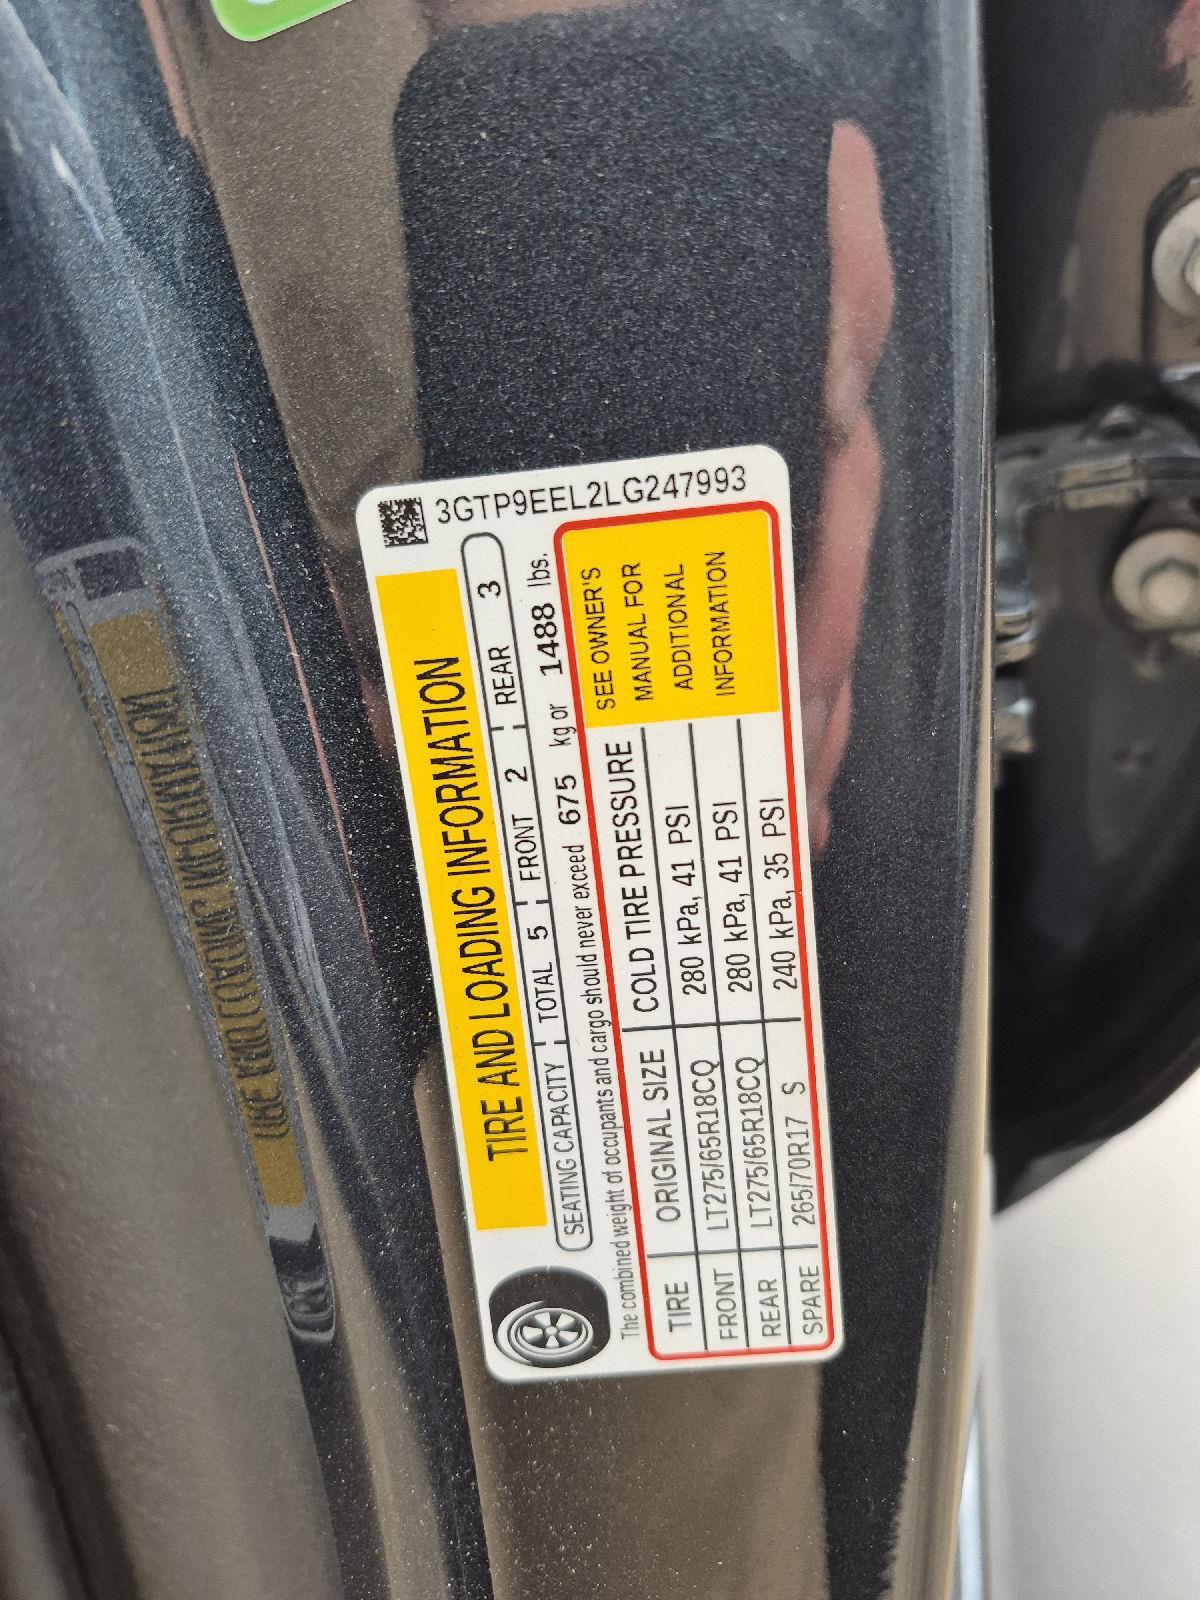 3GTP9EEL2LG247993
TIRE AND LOADING INFORMATION
SEATING CAPACITY TOTAL 5 FRONT 2 REAR 3
The combined weight of occupants and cargo should never exceed 675 kg or 1488 lbs.
TIRE ORIGINAL SIZE COLD TIRE PRESSURE
FRONT LT275/65R18CQ 280 kPa, 41 PSI
REAR LT275/65R18CQ 280 kPa, 41 PSI
SPARE 265/70R17 S 240 kPa, 35 PSI
SEE OWNER'S
MANUAL FOR
ADDITIONAL
INFORMATION